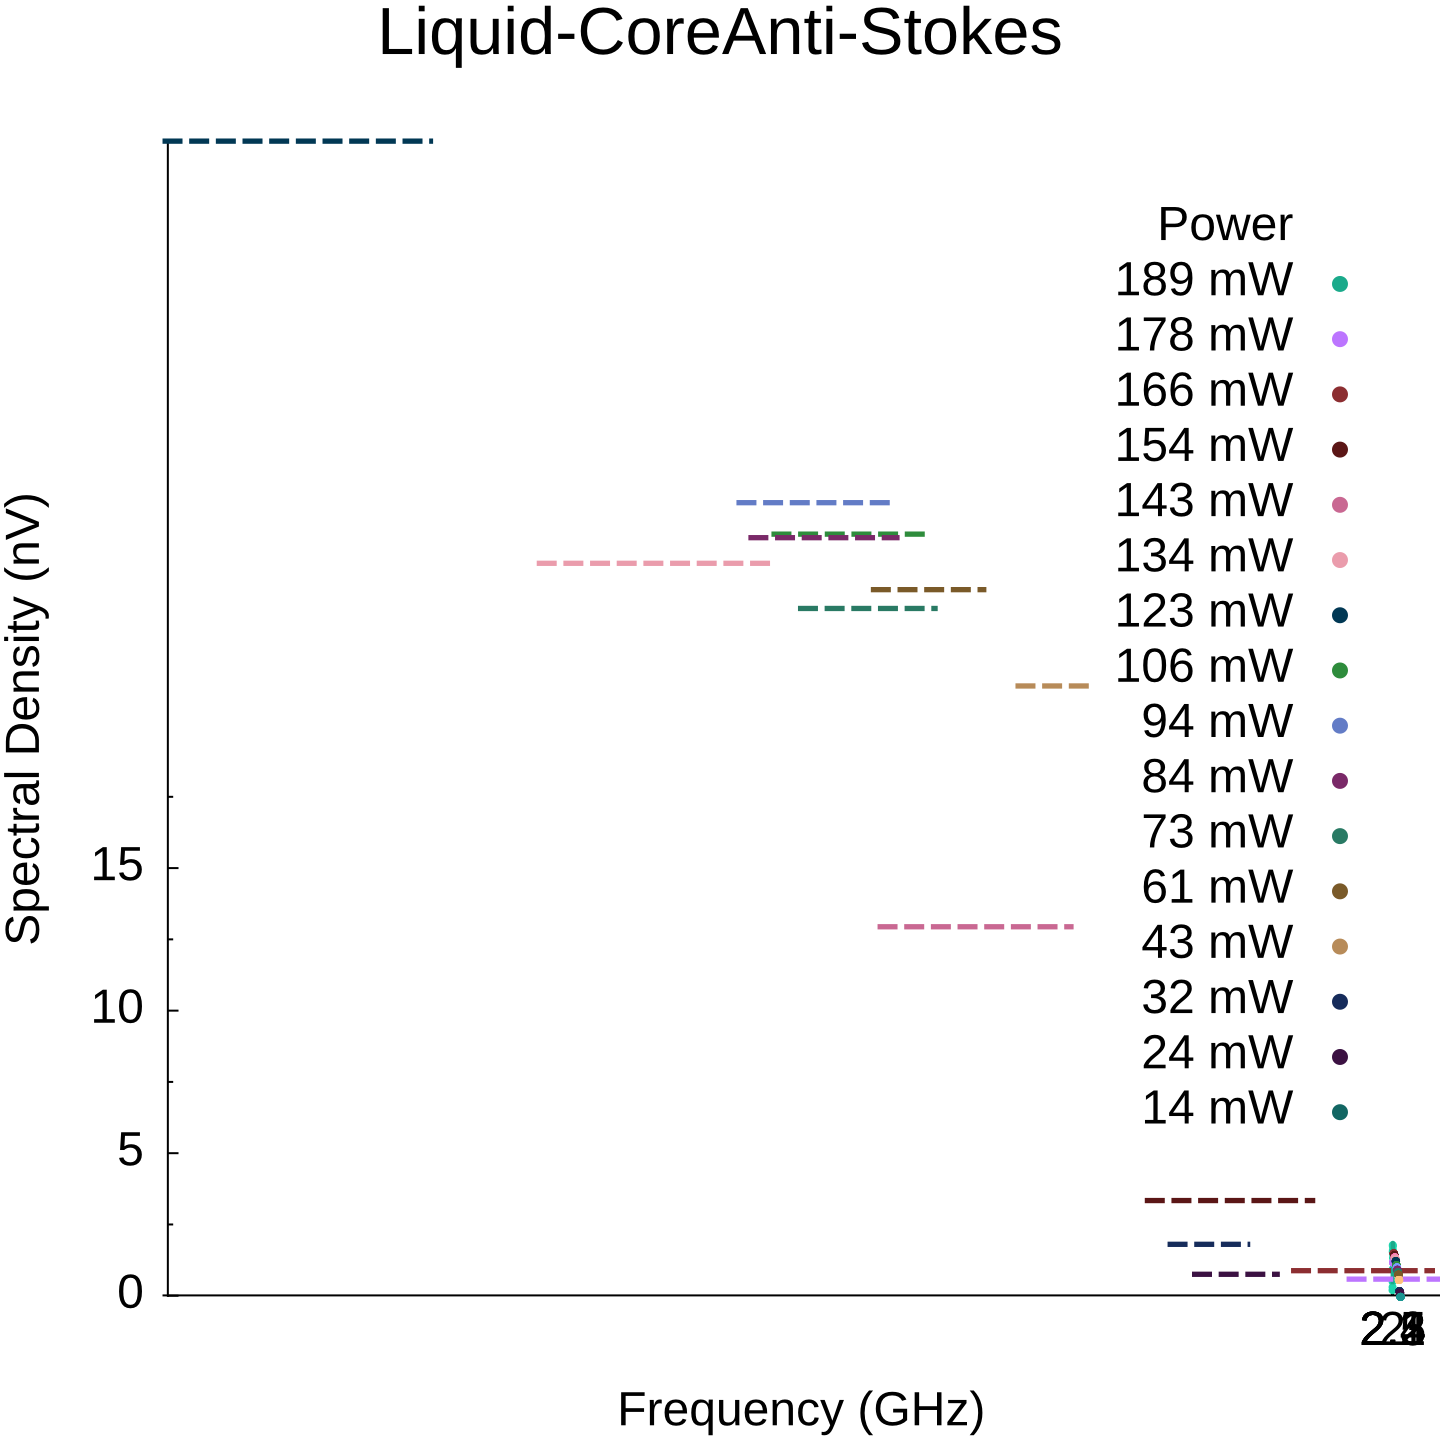 Liquid-CoreAnti-Stokes
Spectral Density (nV)
Power
189 mW
178 mW
166 mW
154 mW
143 mW
134 mW
123 mW
106 mW
94 mW
84 mW
73 mW
61 mW
43 mW
32 mW
24 mW
14 mW
15
10
5
0
Frequency (GHz)